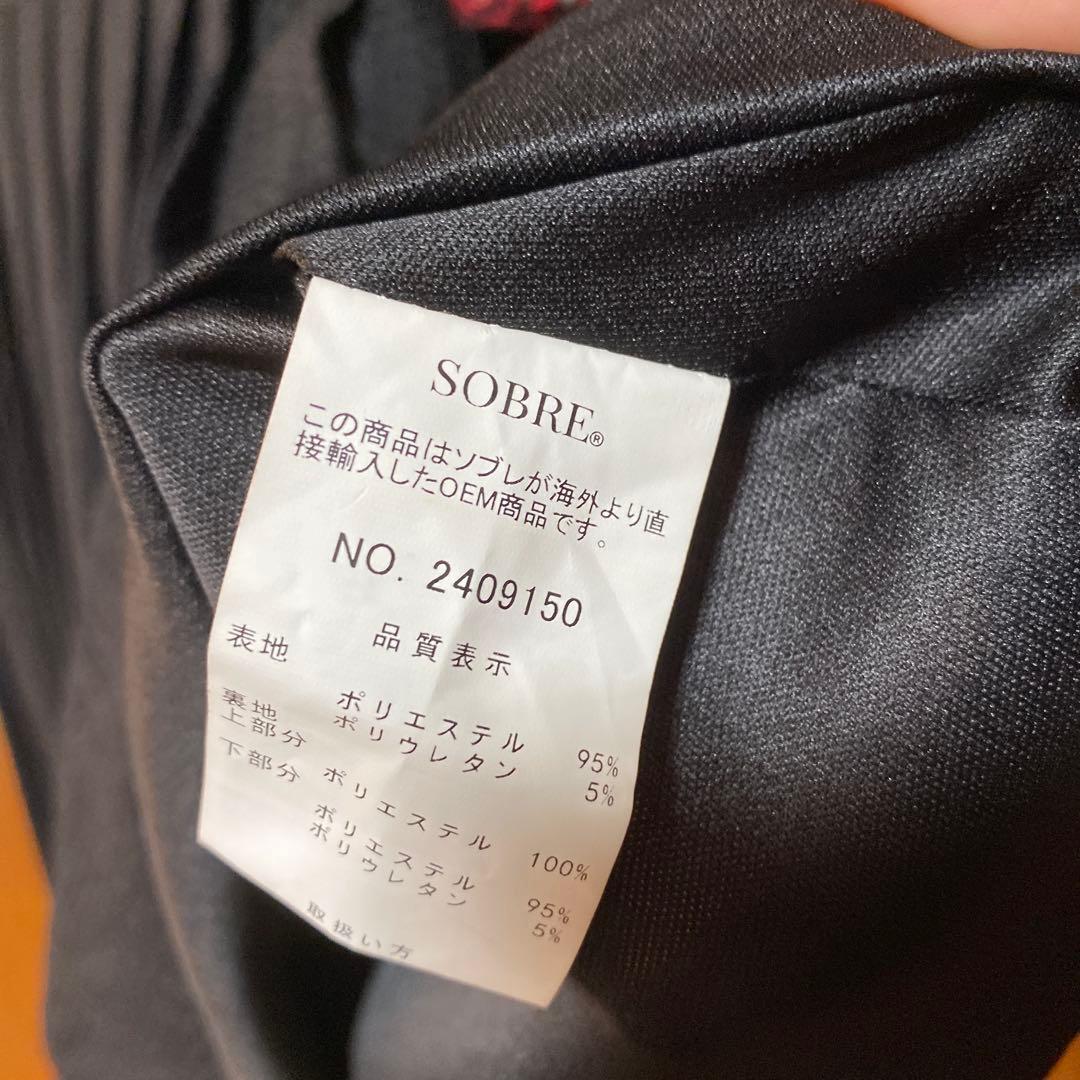 SOBRE®
この商品はソブレが海外より直
接輸入したOEM商品です。
NO. 2409150
品質表示
表地
ポリエステル 95%
ポリウレタン 5%
裏地
上部分
ポリエステル 100%
下部分
ポリエステル 95%
ポリウレタン 5%
取扱い方